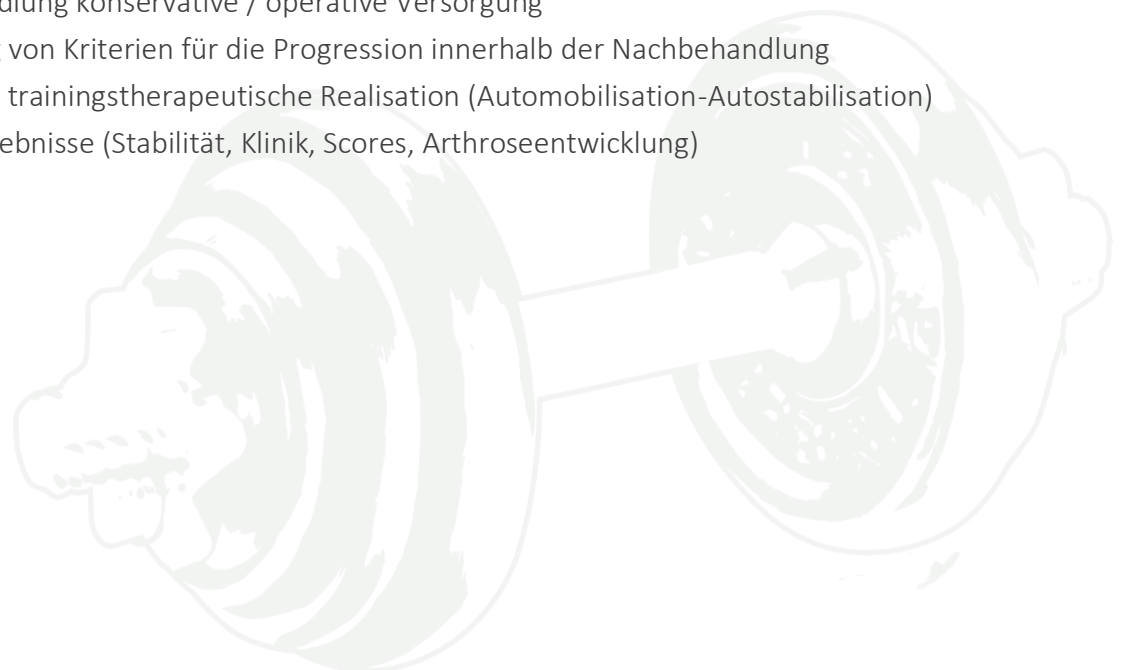 dlung konservative / operative Versorgung
von Kriterien für die Progression innerhalb der Nachbehandlung
trainingstherapeutische Realisation (Automobilisation-Autostabilisation)
ebnisse (Stabilität, Klinik, Scores, Arthroseentwicklung)